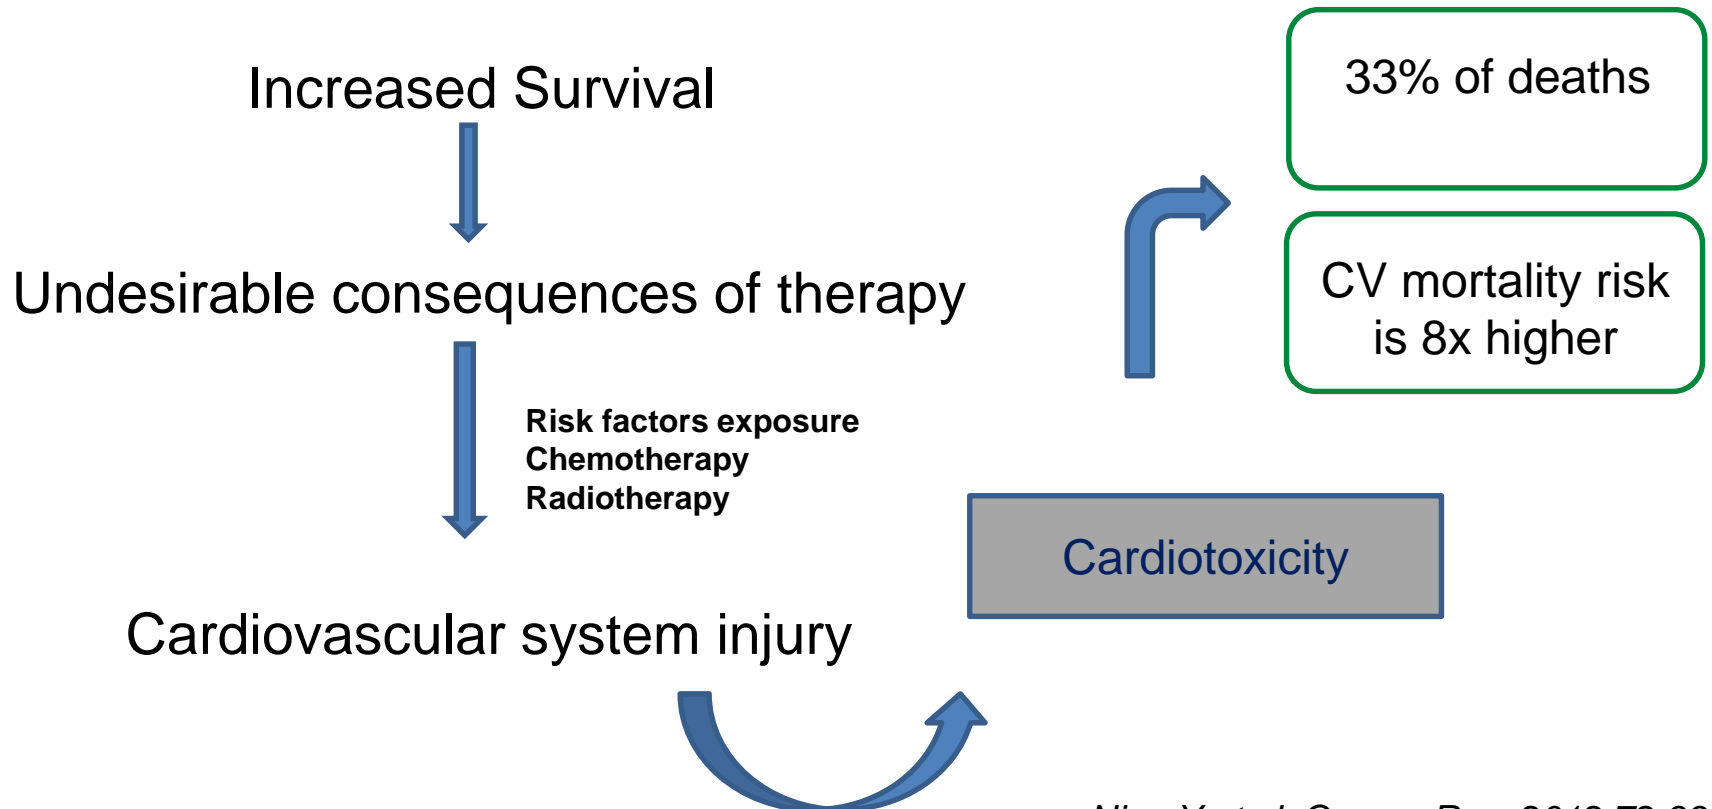 Increased Survival
Undesirable consequences of therapy
Risk factors exposure
Chemotherapy
Radiotherapy
Cardiovascular system injury
Cardiotoxicity
33% of deaths
CV mortality risk
is 8x higher